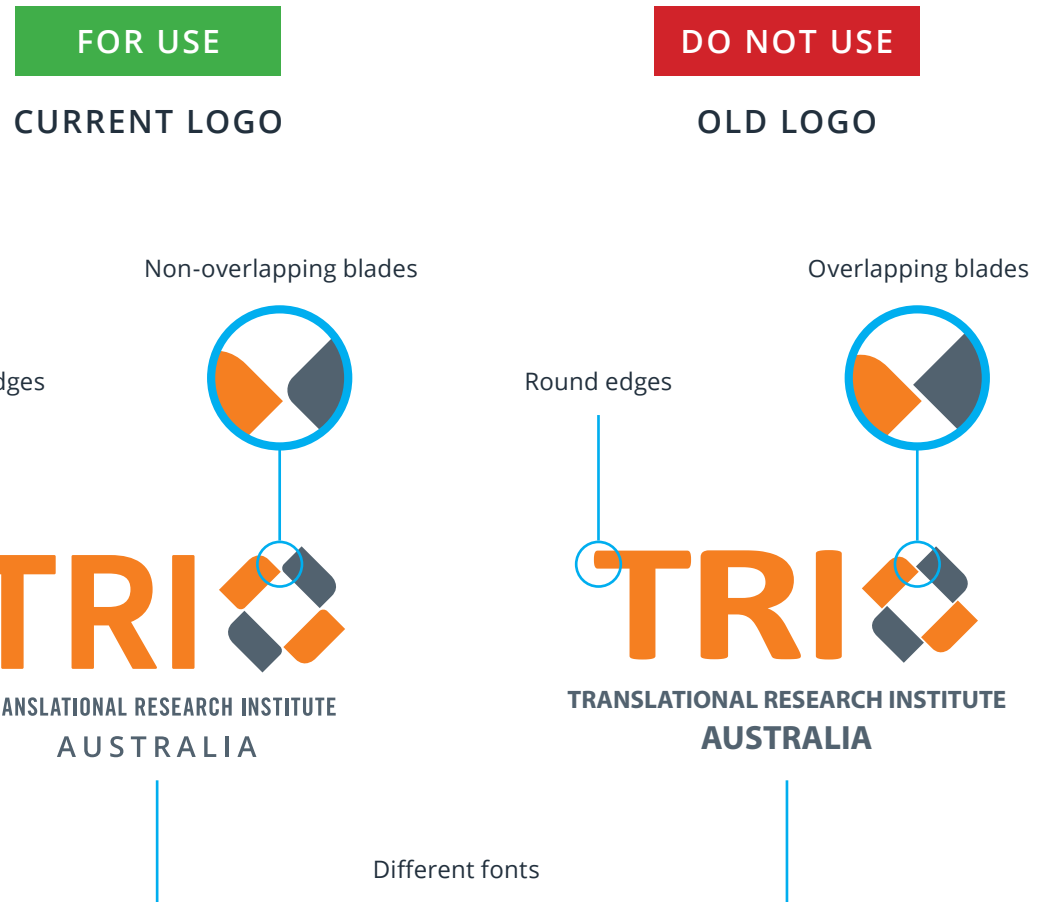 FOR USE
CURRENT LOGO
Non-overlapping blades
dges
TRI
ANSLATIONAL RESEARCH INSTITUTE
AUSTRALIA
DO NOT USE
OLD LOGO
Overlapping blades
Round edges
TRI
TRANSLATIONAL RESEARCH INSTITUTE
AUSTRALIA
Different fonts